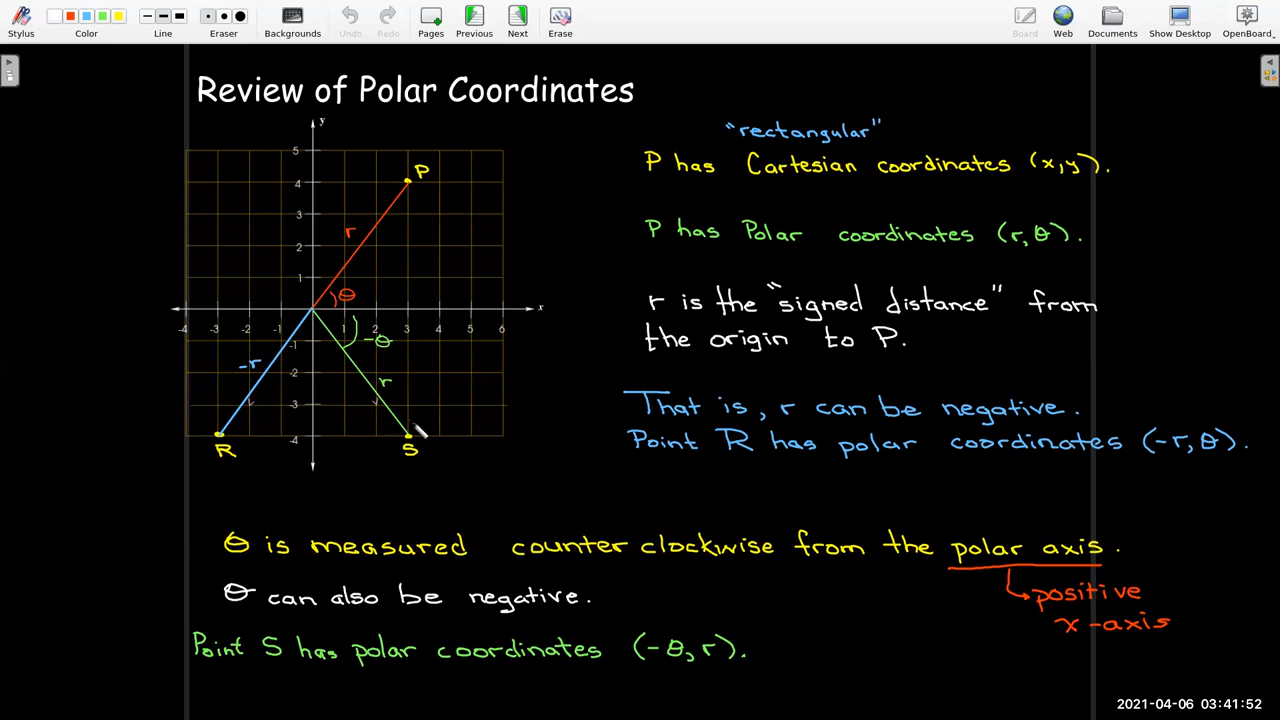 Stylus Color Line Eraser Backgrounds Undo Redo Pages Previous Next Erase Board Web Documents Show Desktop OpenBoard
Review of Polar Coordinates
"rectangular"
P has Cartesian coordinates (x,y).
P has Polar coordinates (r,θ).
r is the "signed distance" from
the origin to P.
That is, r can be negative.
Point R has polar coordinates (-r,θ).
y
5
4
3
2
1
-4 -3 -2 -1 1 2 3 4 5 6
x
-1
-2
-3
-4
P
r
θ
-θ
-r
r
R
S
θ is measured counter clockwise from the polar axis.
positive
x-axis
θ can also be negative.
Point S has polar coordinates (-θ,r).
2021-04-06 03:41:52